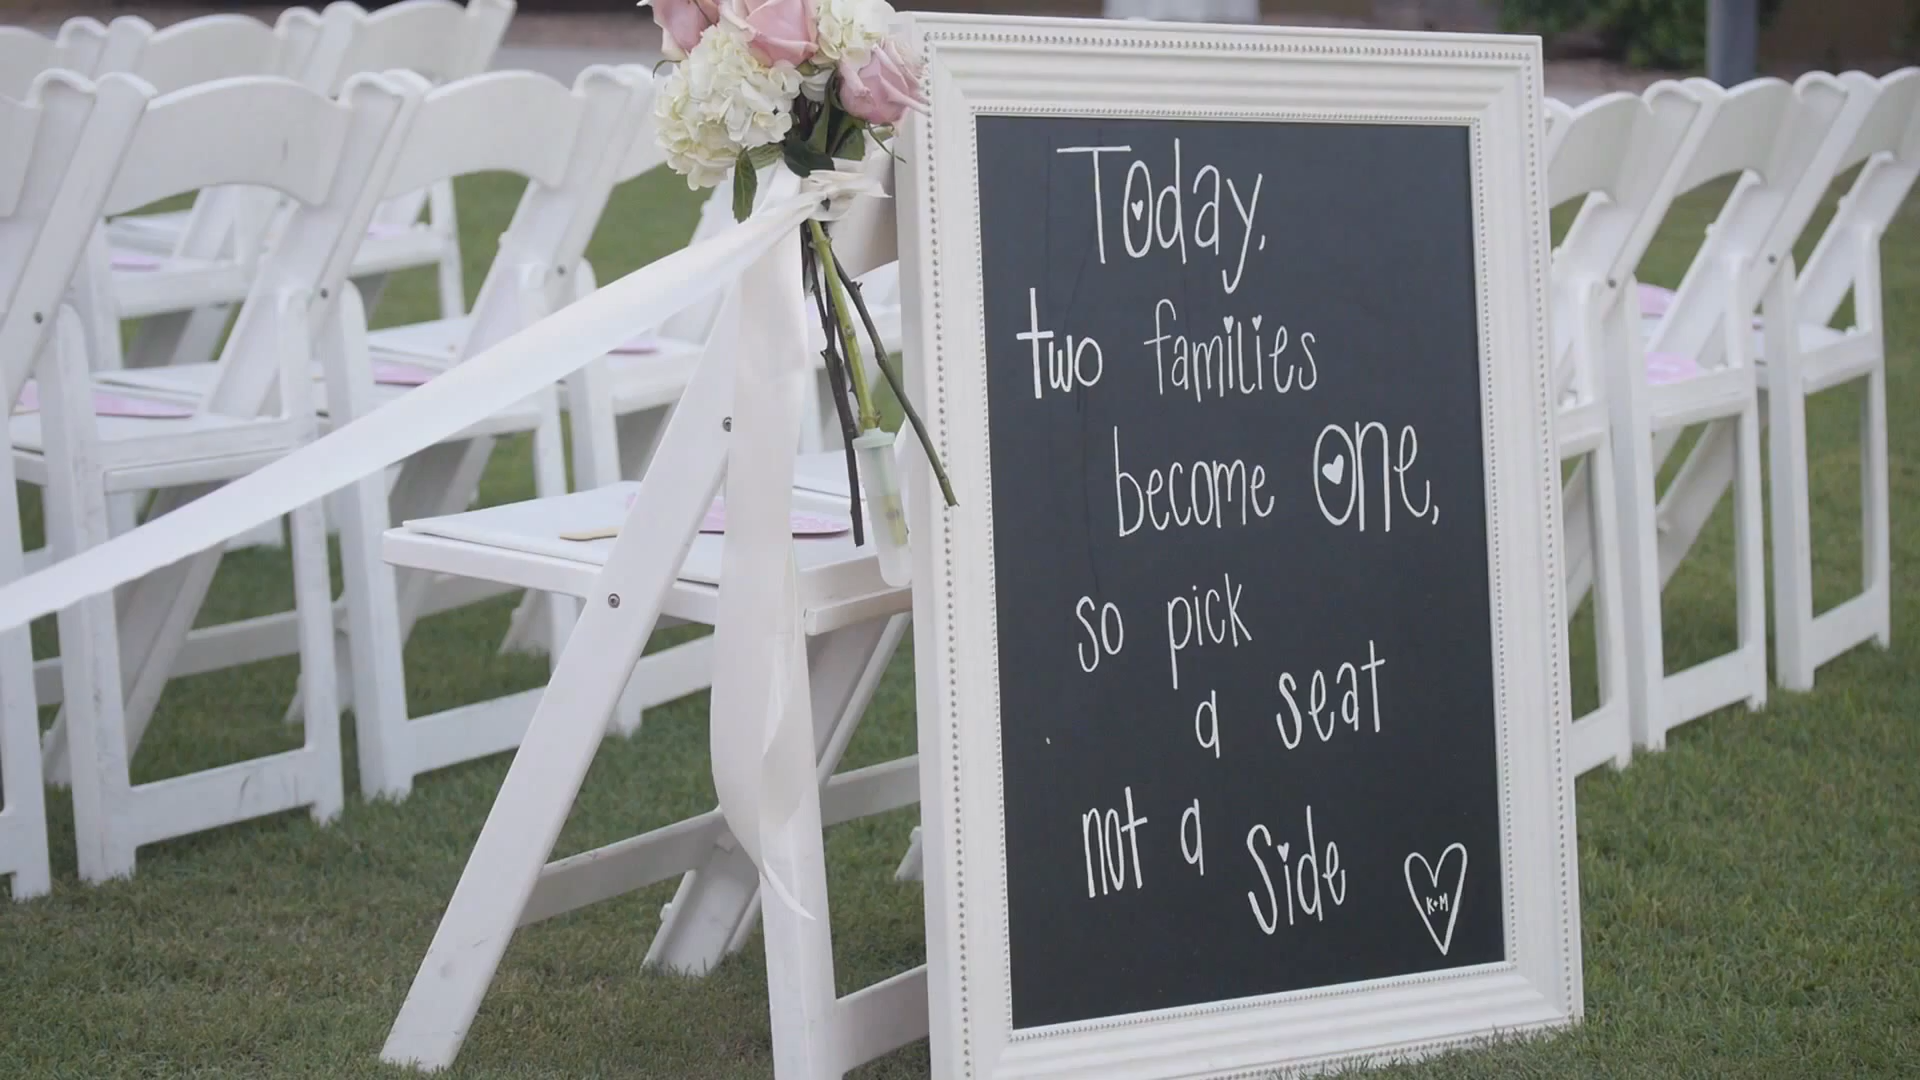 Today,
two families
become one,
so pick
a seat
not a side
K+M